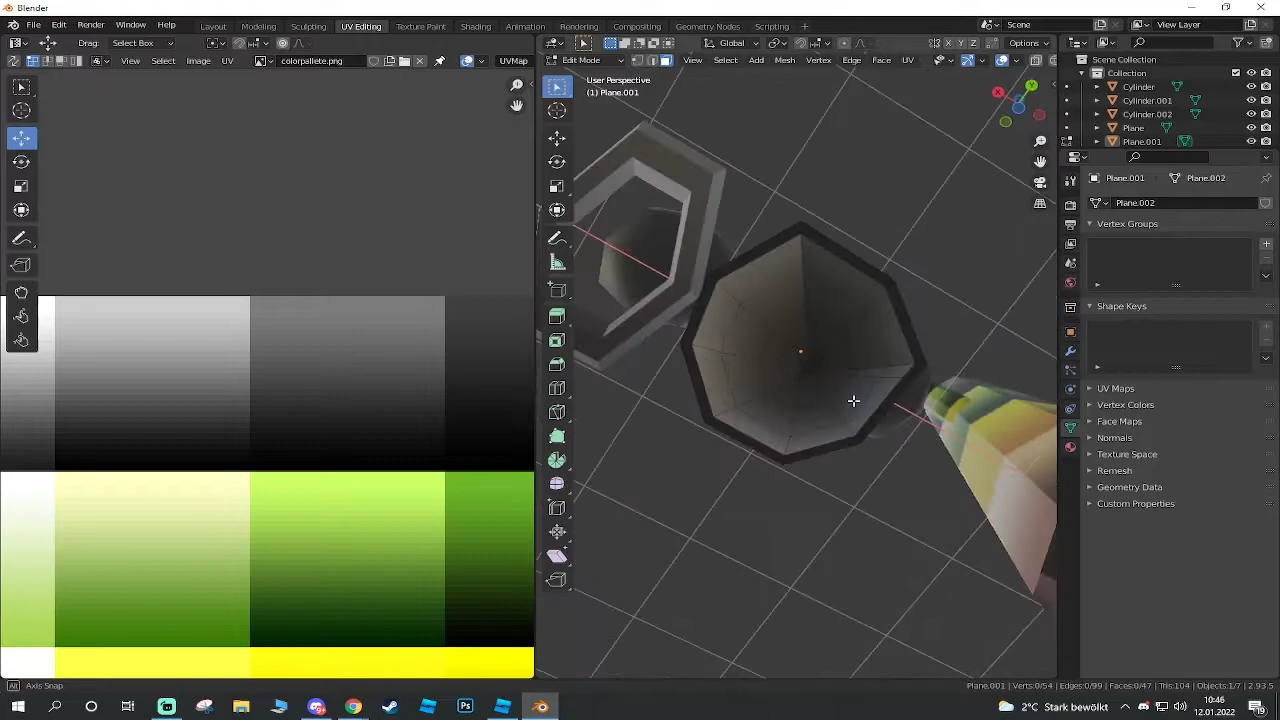 Blender
File Edit Render Window Help Layout Modeling Sculpting UV Editing Texture Paint Shading Animation Rendering Compositing Geometry Nodes Scripting + Scene View Layer
Drag: Select Box Global X Y Z Options
View Select Image UV colorpallete.png UVMap Edit Mode View Select Add Mesh Vertex Edge Face UV
Collection
User Perspective
(1) Plane.001
Cylinder
Cylinder.001
Cylinder.002
Plane
Plane.001
X Y
Plane.001 Plane.002
Plane.002
Vertex Groups
Shape Keys
UV Maps
Vertex Colors
Face Maps
Normals
Texture Space
Remesh
Geometry Data
Custom Properties
Axis Snap
Plane.001 | Verts:0/54 | Edges:0/99 | Faces:0/47 | Tris:104 | Objects:1/7 | 2.93.5
2°C Stark bewölkt 10:46
12.01.2022